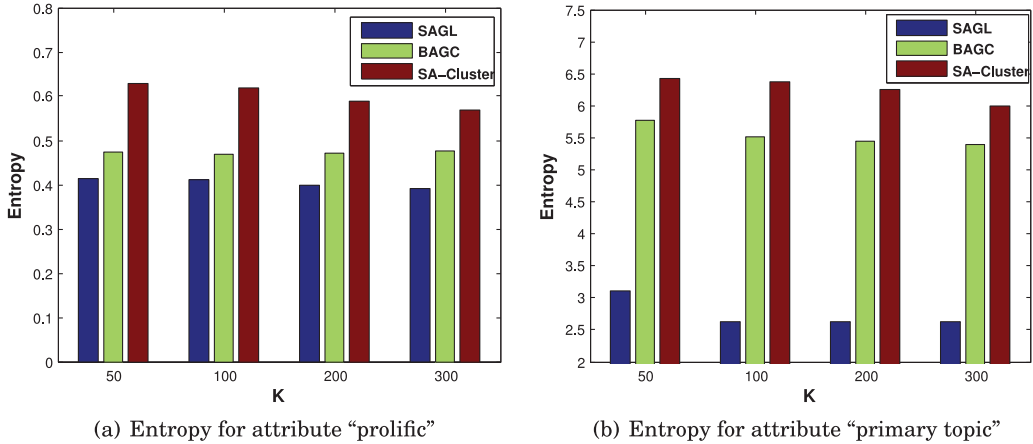 0.8
0.7
0.6
0.5
0.4
0.3
0.2
0.1
0
Entropy
SAGL
BAGC
SA-Cluster
50 100 200 300
K
(a) Entropy for attribute “prolific”
7.5
7
6.5
6
5.5
5
4.5
4
3.5
3
2.5
2
Entropy
SAGL
BAGC
SA-Cluster
50 100 200 300
K
(b) Entropy for attribute “primary topic”